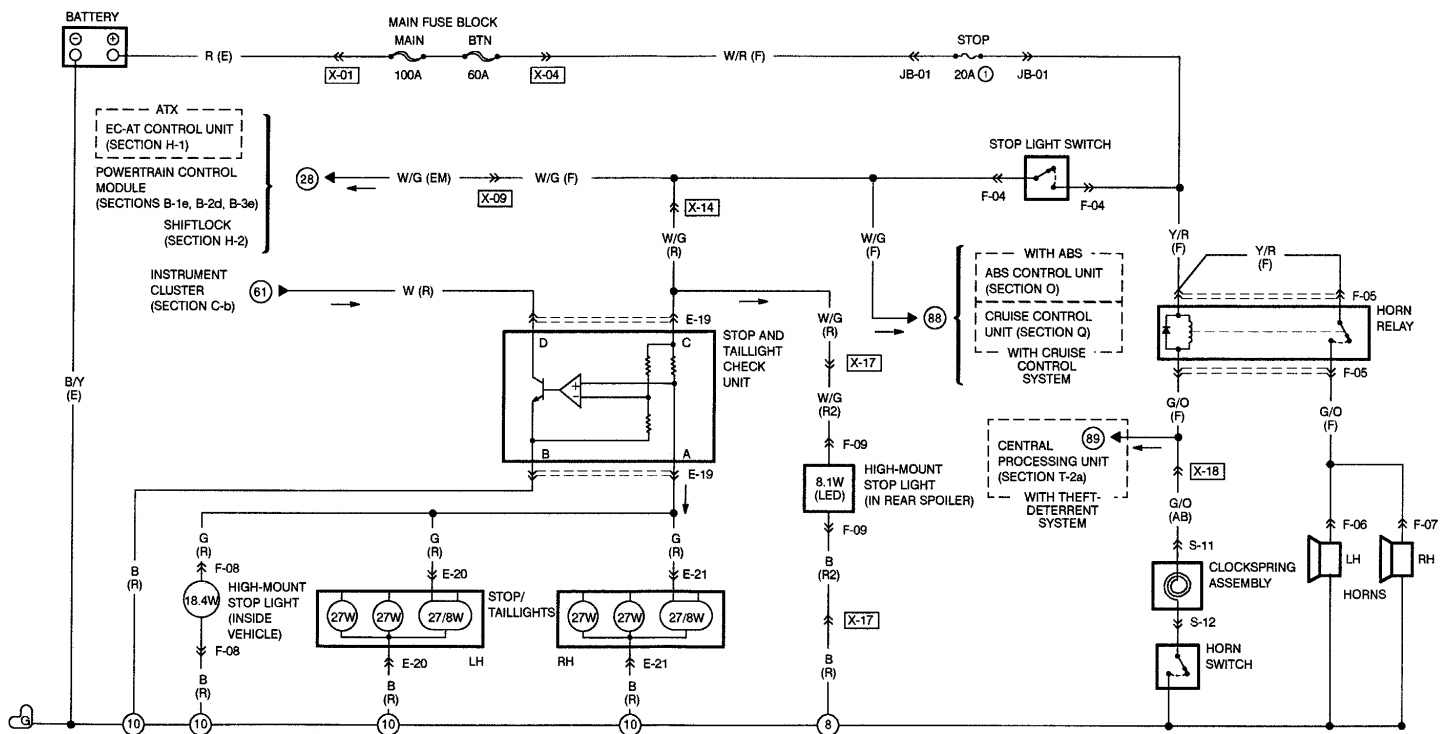 BATTERY
MAIN FUSE BLOCK
MAIN
BTN
STOP
R (E)
X-01
100A
60A
X-04
W/R (F)
JB-01
20A 1
JB-01
ATX
EC-AT CONTROL UNIT
(SECTION H-1)
POWERTRAIN CONTROL
MODULE
(SECTIONS B-1e, B-2d, B-3e)
SHIFTLOCK
(SECTION H-2)
28
W/G (EM)
X-09
W/G (F)
X-14
STOP LIGHT SWITCH
F-04
F-04
W/G
(R)
W/G
(F)
Y/R
(F)
Y/R
(F)
INSTRUMENT
CLUSTER
(SECTION C-b)
61
W (R)
88
WITH ABS
ABS CONTROL UNIT
(SECTION O)
CRUISE CONTROL
UNIT (SECTION Q)
WITH CRUISE
CONTROL
SYSTEM
F-05
HORN
RELAY
F-05
E-19
D
C
STOP AND
TAILLIGHT
CHECK
UNIT
B
A
E-19
W/G
(R)
X-17
W/G
(R2)
F-09
8.1W
(LED)
HIGH-MOUNT
STOP LIGHT
(IN REAR SPOILER)
F-09
B
(R2)
X-17
B
(R)
B/Y
(E)
G/O
(F)
G/O
(F)
CENTRAL
PROCESSING UNIT
(SECTION T-2a)
89
WITH THEFT-
DETERRENT
SYSTEM
X-18
G/O
(AB)
S-11
CLOCKSPRING
ASSEMBLY
S-12
HORN
SWITCH
F-06
LH
F-07
RH
HORNS
B
(R)
G
(R)
F-08
18.4W
HIGH-MOUNT
STOP LIGHT
(INSIDE
VEHICLE)
F-08
B
(R)
G
(R)
E-20
27W
27W
27/8W
STOP/
TAILLIGHTS
E-20
LH
B
(R)
G
(R)
E-21
27W
27W
27/8W
RH
E-21
B
(R)
G
10
10
10
10
8